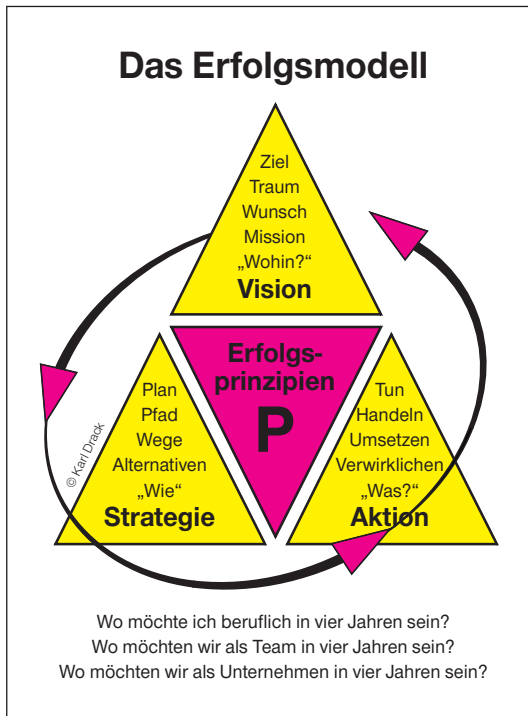 Das Erfolgsmodell
Ziel
Traum
Wunsch
Mission
„Wohin?“
Vision
Erfolgs-
prinzipien
P
Plan
Pfad
Wege
Alternativen
„Wie“
Strategie
Tun
Handeln
Umsetzen
Verwirklichen
„Was?“
Aktion
© Karl Drack
Wo möchte ich beruflich in vier Jahren sein?
Wo möchten wir als Team in vier Jahren sein?
Wo möchten wir als Unternehmen in vier Jahren sein?